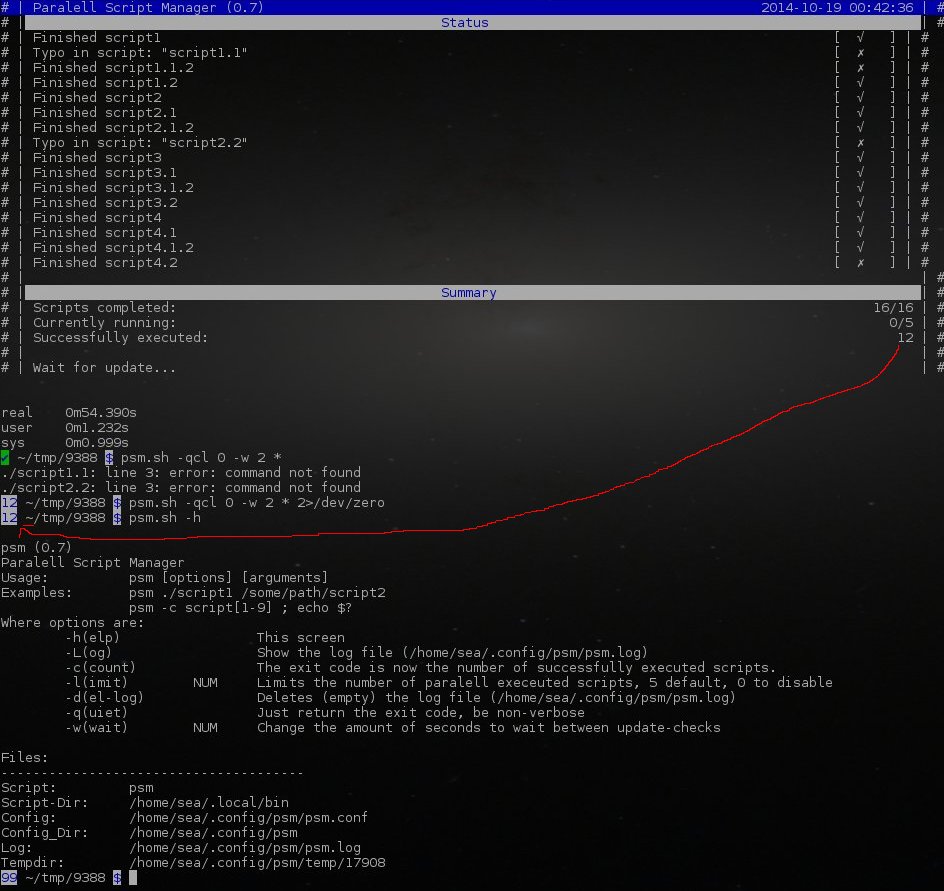 # | Paralell Script Manager (0.7) 2014-10-19 00:42:36 | #
# | Status | #
# | Finished script1 [ √ ] | #
# | Typo in script: "script1.1" [ ✗ ] | #
# | Finished script1.1.2 [ ✗ ] | #
# | Finished script1.2 [ √ ] | #
# | Finished script2 [ √ ] | #
# | Finished script2.1 [ √ ] | #
# | Finished script2.1.2 [ √ ] | #
# | Typo in script: "script2.2" [ ✗ ] | #
# | Finished script3 [ √ ] | #
# | Finished script3.1 [ √ ] | #
# | Finished script3.1.2 [ √ ] | #
# | Finished script3.2 [ √ ] | #
# | Finished script4 [ √ ] | #
# | Finished script4.1 [ √ ] | #
# | Finished script4.1.2 [ √ ] | #
# | Finished script4.2 [ ✗ ] | #
# | | #
# | Summary | #
# | Scripts completed: 16/16 | #
# | Currently running: 0/5 | #
# | Successfully executed: 12 | #
# | | #
# | Wait for update... | #
real 0m54.390s
user 0m1.232s
sys 0m0.999s
✔ ~/tmp/9388 $ psm.sh -qcl 0 -w 2 *
./script1.1: line 3: error: command not found
./script2.2: line 3: error: command not found
12 ~/tmp/9388 $ psm.sh -qcl 0 -w 2 * 2>/dev/zero
12 ~/tmp/9388 $ psm.sh -h
psm (0.7)
Paralell Script Manager
Usage: psm [options] [arguments]
Examples: psm ./script1 /some/path/script2
psm -c script[1-9] ; echo $?
Where options are:
-h(elp) This screen
-L(og) Show the log file (/home/sea/.config/psm/psm.log)
-c(count) The exit code is now the number of successfully executed scripts.
-l(imit) NUM Limits the number of paralell execeuted scripts, 5 default, 0 to disable
-d(el-log) Deletes (empty) the log file (/home/sea/.config/psm/psm.log)
-q(uiet) Just return the exit code, be non-verbose
-w(wait) NUM Change the amount of seconds to wait between update-checks
Files:
-------------------------------------
Script: psm
Script-Dir: /home/sea/.local/bin
Config: /home/sea/.config/psm/psm.conf
Config_Dir: /home/sea/.config/psm
Log: /home/sea/.config/psm/psm.log
Tempdir: /home/sea/.config/psm/temp/17908
99 ~/tmp/9388 $